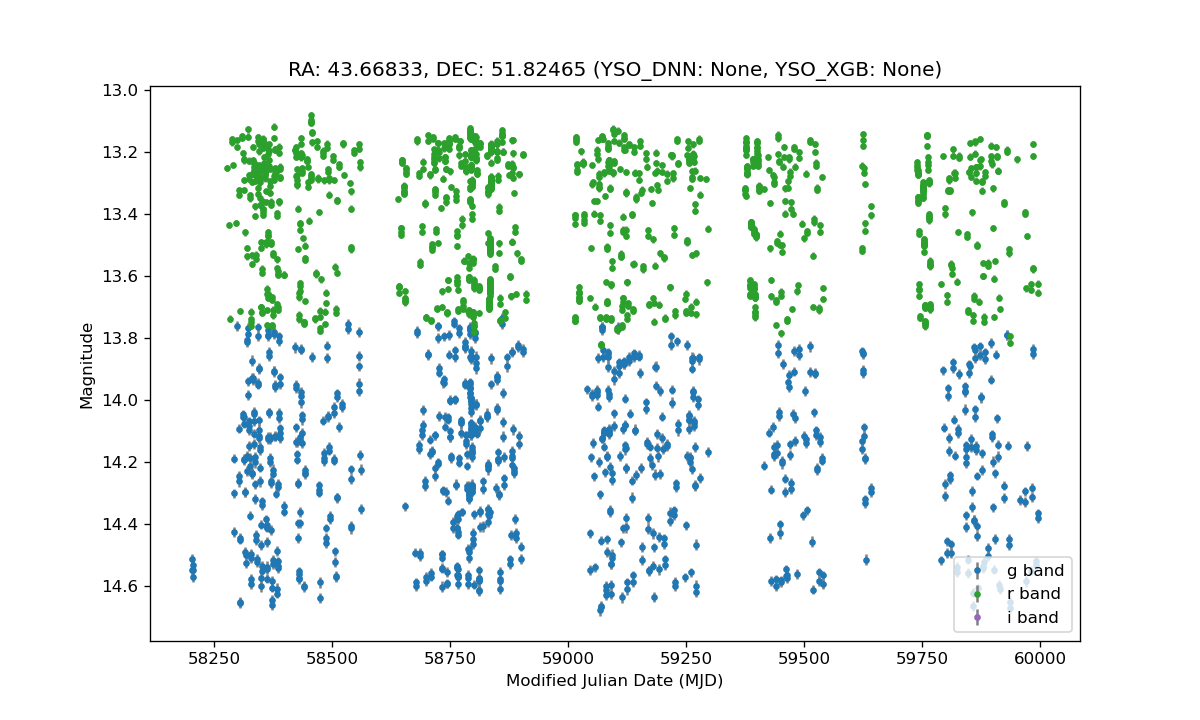 RA: 43.66833, DEC: 51.82465 (YSO_DNN: None, YSO_XGB: None)
13.0
13.2
13.4
13.6
13.8
14.0
14.2
14.4
14.6
Magnitude
g band
r band
i band
58250 58500 58750 59000 59250 59500 59750 60000
Modified Julian Date (MJD)